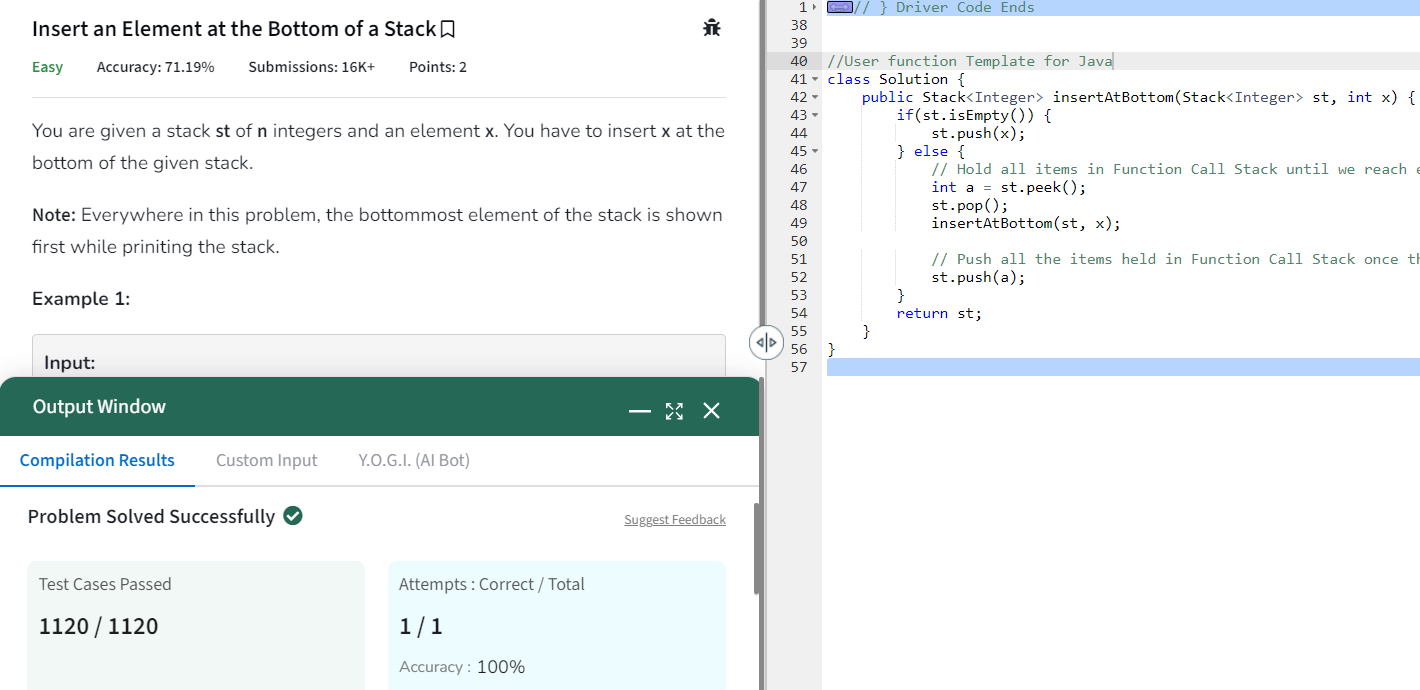 Insert an Element at the Bottom of a Stack
Easy Accuracy: 71.19% Submissions: 16K+ Points: 2
You are given a stack st of n integers and an element x. You have to insert x at the
bottom of the given stack.
Note: Everywhere in this problem, the bottommost element of the stack is shown
first while priniting the stack.
Example 1:
Input:
Output Window
Compilation Results Custom Input Y.O.G.I. (AI Bot)
Problem Solved Successfully
Suggest Feedback
Test Cases Passed
1120 / 1120
Attempts : Correct / Total
1 / 1
Accuracy : 100%
1 // } Driver Code Ends
38
39
40 //User function Template for Java
41 class Solution {
42 public Stack<Integer> insertAtBottom(Stack<Integer> st, int x) {
43 if(st.isEmpty()) {
44 st.push(x);
45 } else {
46 // Hold all items in Function Call Stack until we reach
47 int a = st.peek();
48 st.pop();
49 insertAtBottom(st, x);
50
51 // Push all the items held in Function Call Stack once
52 st.push(a);
53 }
54 return st;
55 }
56 }
57